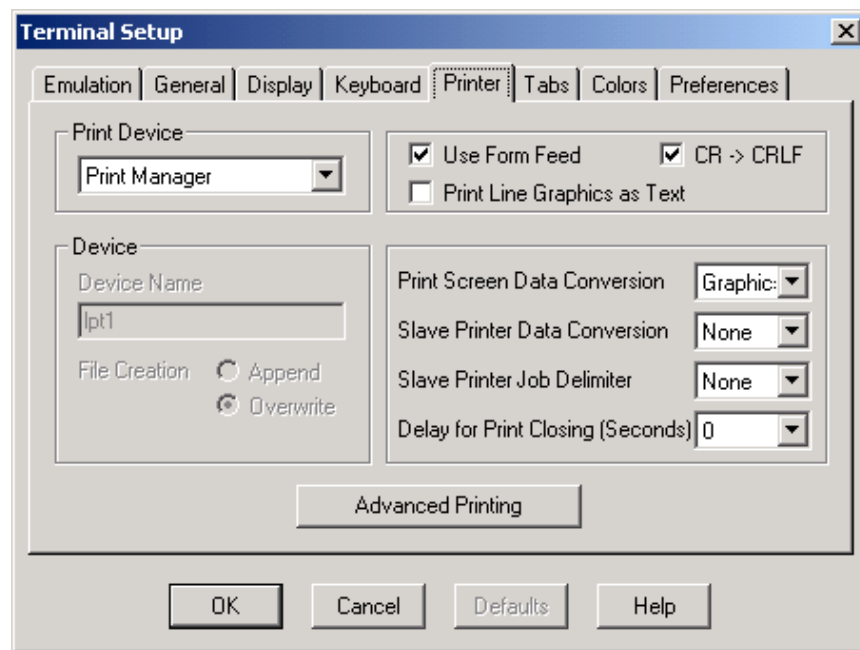 Terminal Setup
Emulation General Display Keyboard Printer Tabs Colors Preferences
Print Device
Print Manager
Use Form Feed CR -> CRLF
Print Line Graphics as Text
Device
Device Name
lpt1
File Creation Append
Overwrite
Print Screen Data Conversion Graphic:
Slave Printer Data Conversion None
Slave Printer Job Delimiter None
Delay for Print Closing (Seconds) 0
Advanced Printing
OK Cancel Defaults Help